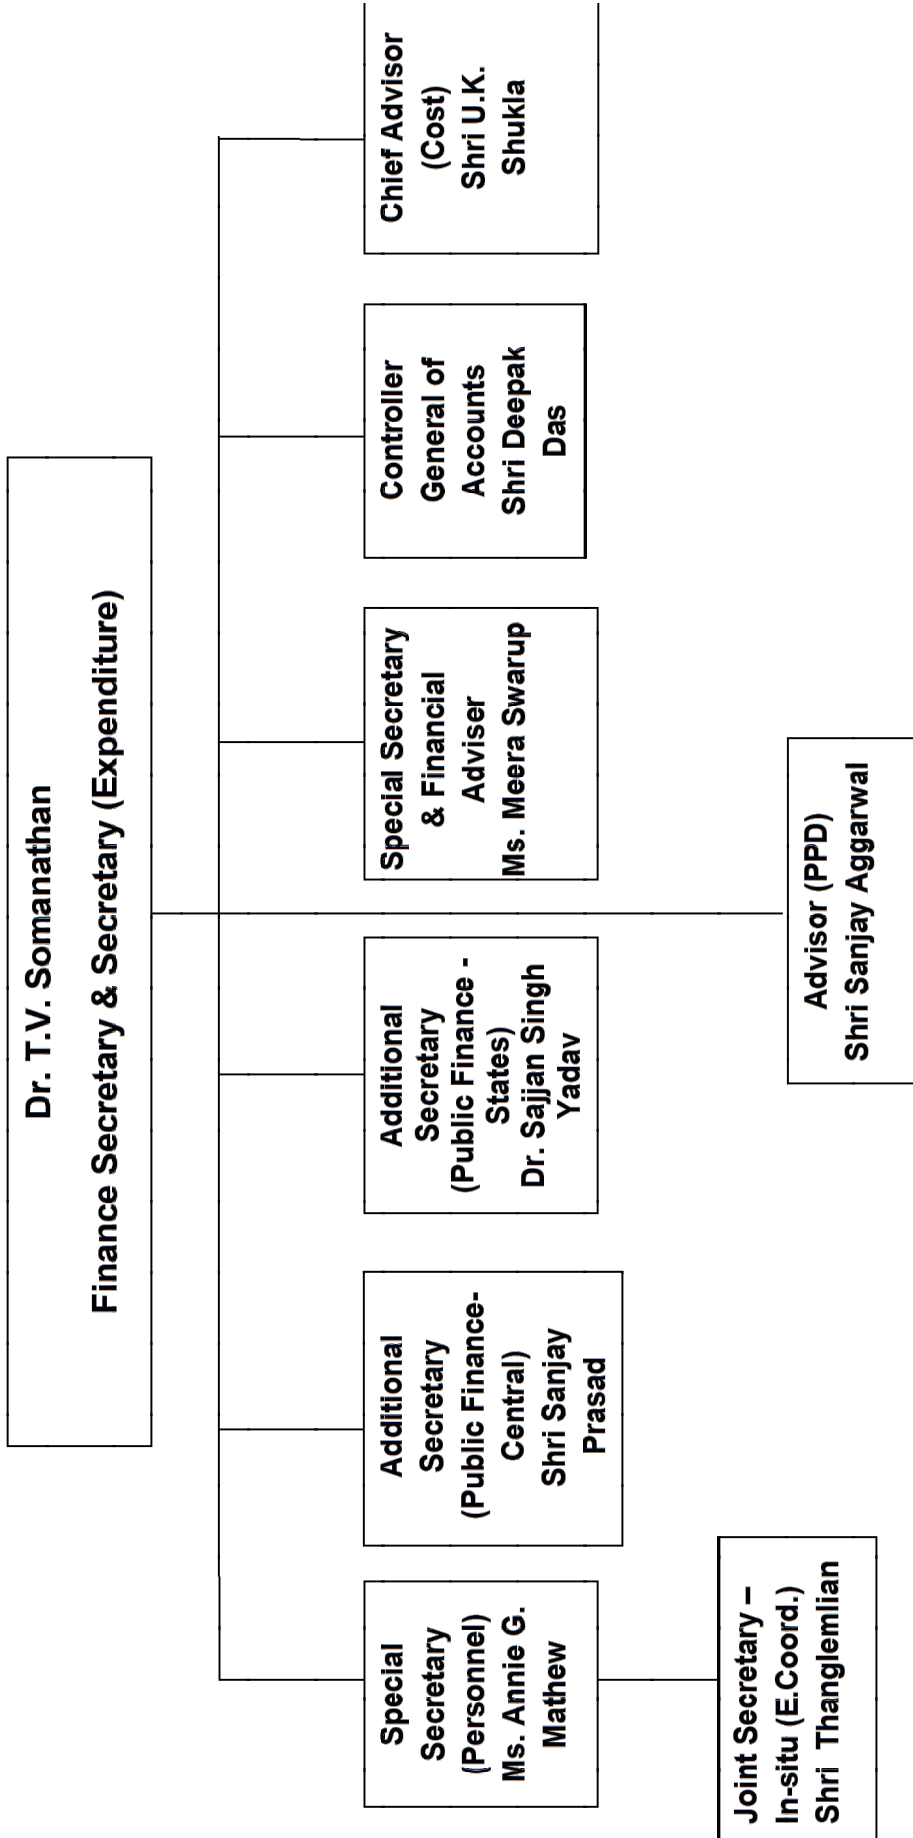 Dr. T.V. Somanathan
Finance Secretary & Secretary (Expenditure)
Special
Secretary
(Personnel)
Ms. Annie G.
Mathew
Additional
Secretary
(Public Finance-
Central)
Shri Sanjay
Prasad
Additional
Secretary
(Public Finance -
States)
Dr. Sajjan Singh
Yadav
Special Secretary
& Financial
Adviser
Ms. Meera Swarup
Controller
General of
Accounts
Shri Deepak
Das
Chief Advisor
(Cost)
Shri U.K.
Shukla
Joint Secretary –
In-situ (E.Coord.)
Shri Thanglemlian
Advisor (PPD)
Shri Sanjay Aggarwal